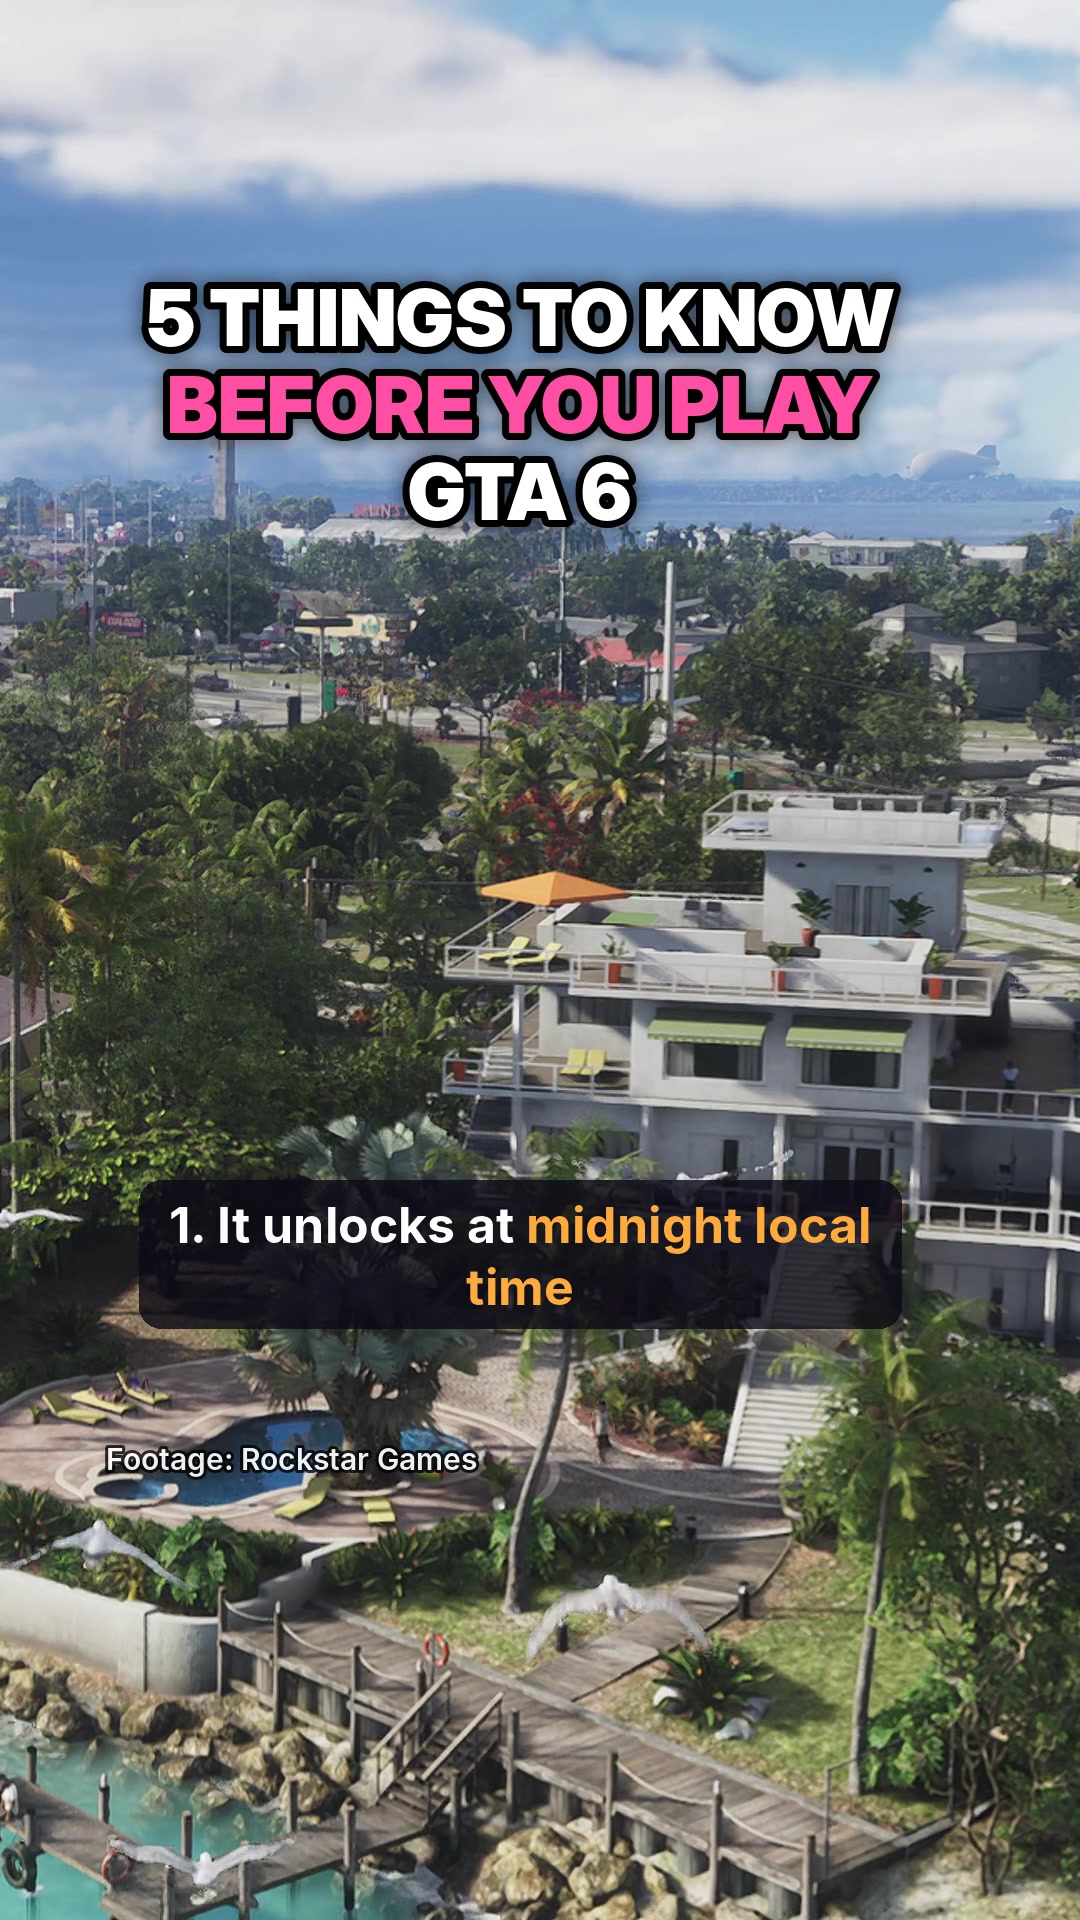 5 THINGS TO KNOW
BEFORE YOU PLAY
GTA 6
1. It unlocks at midnight local
time
Footage: Rockstar Games